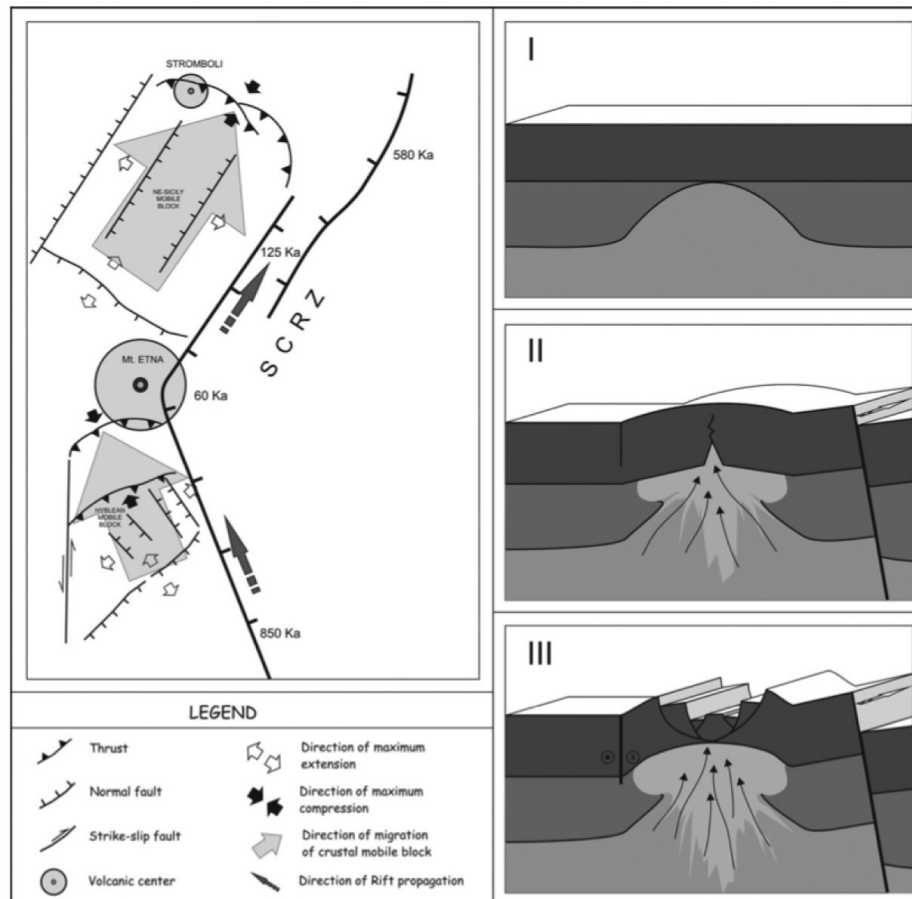 STROMBOLI
580 Ka
NE-SICILY
MOBILE
BLOCK
125 Ka
SCRZ
Mt. ETNA
60 Ka
HYBLEAN
MOBILE
BLOCK
850 Ka
LEGEND
Thrust
Normal fault
Strike-slip fault
Volcanic center
Direction of maximum
extension
Direction of maximum
compression
Direction of migration
of crustal mobile block
Direction of Rift propagation
I
II
III